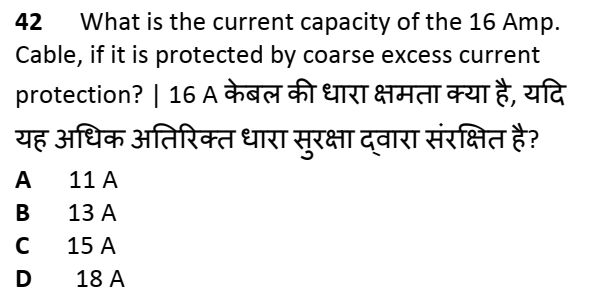 42 What is the current capacity of the 16 Amp.
Cable, if it is protected by coarse excess current
protection? | 16 A केबल की धारा क्षमता क्या है, यदि
यह अधिक अतिरिक्त धारा सुरक्षा द्वारा संरक्षित है?
A 11 A
B 13 A
C 15 A
D 18 A